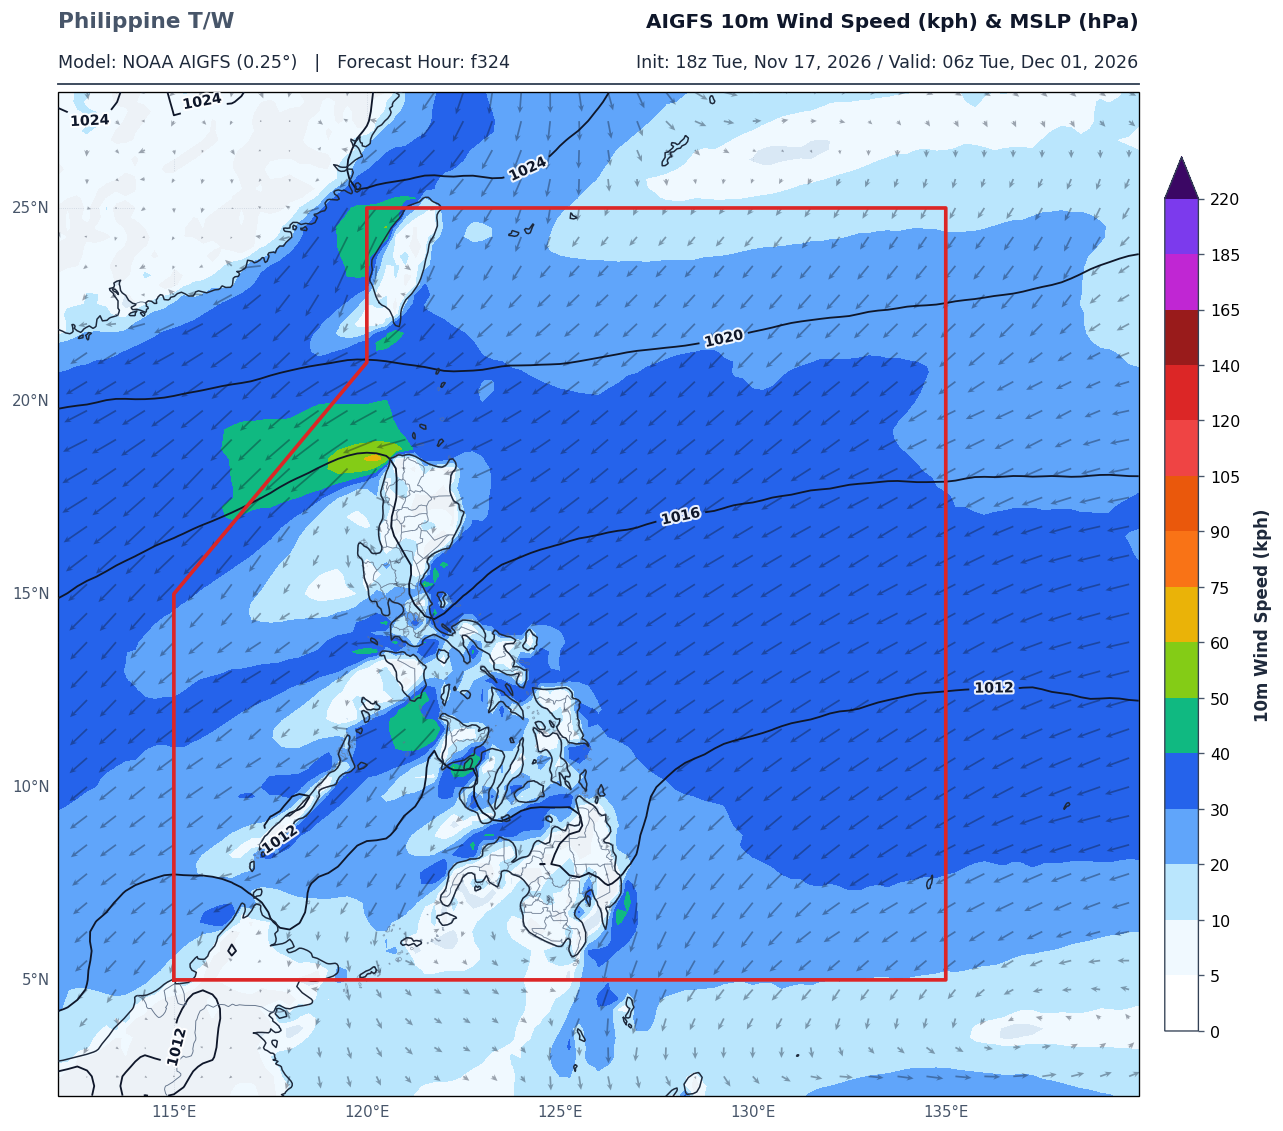 Philippine T/W
AIGFS 10m Wind Speed (kph) & MSLP (hPa)
Model: NOAA AIGFS (0.25°) | Forecast Hour: f324
Init: 18z Tue, Nov 17, 2026 / Valid: 06z Tue, Dec 01, 2026
1024
1024
1024
1020
1016
1012
1012
1012
25°N
20°N
15°N
10°N
5°N
115°E
120°E
125°E
130°E
135°E
220
185
165
140
120
105
90
75
60
50
40
30
20
10
5
0
10m Wind Speed (kph)